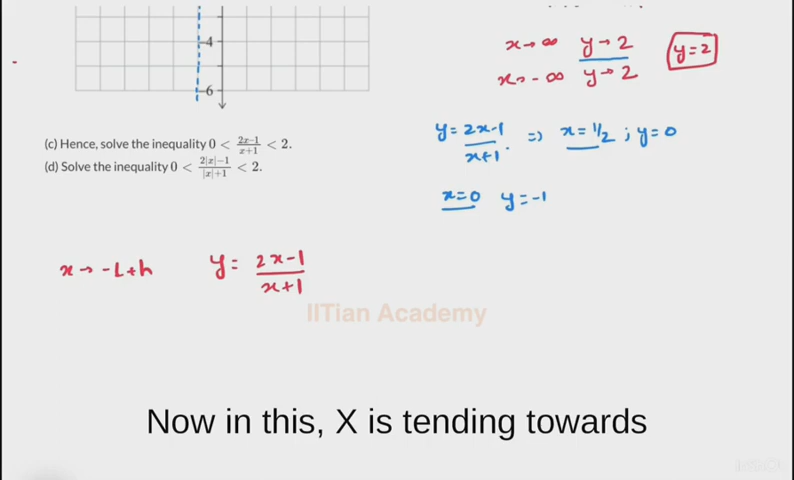 x→∞ y→2 y=2
-4
x→-∞ y→2
-6
y = 2x-1/x+1 ⇒ x=1/2 ; y=0
(c) Hence, solve the inequality 0 < 2x−1/x+1 < 2.
(d) Solve the inequality 0 < 2|x|−1/|x|+1 < 2.
x=0 y=-1
x→-1+h y = 2x-1/x+1
IITian Academy
Now in this, X is tending towards